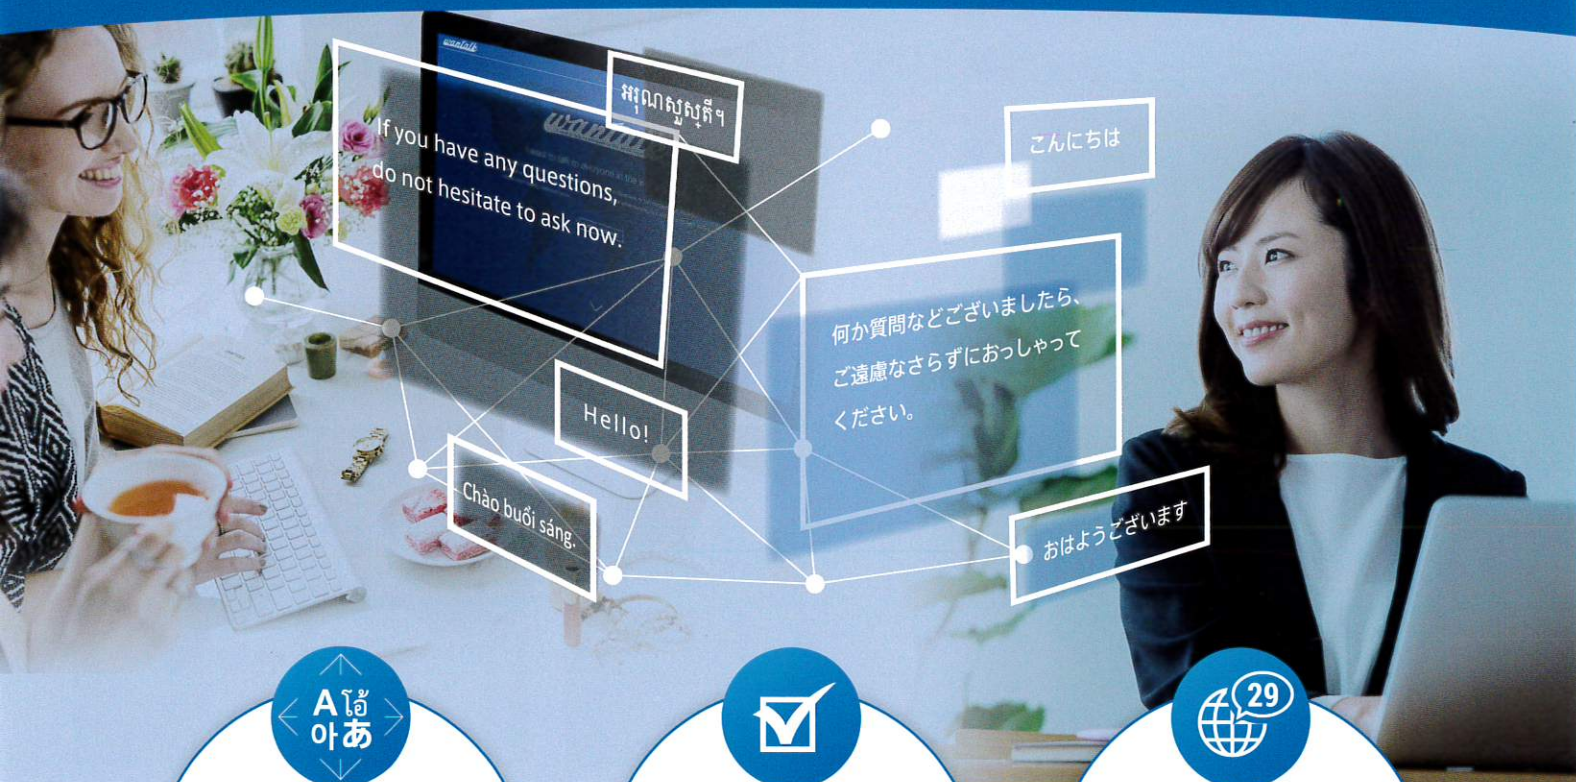 wantalk
អរុណសួស្តី។
If you have any questions,
do not hesitate to ask now.
こんにちは
何か質問などございましたら、
ご遠慮なさらずにおっしゃって
ください。
Hello!
Chào buổi sáng.
おはようございます
A โอ้
아 あ
29